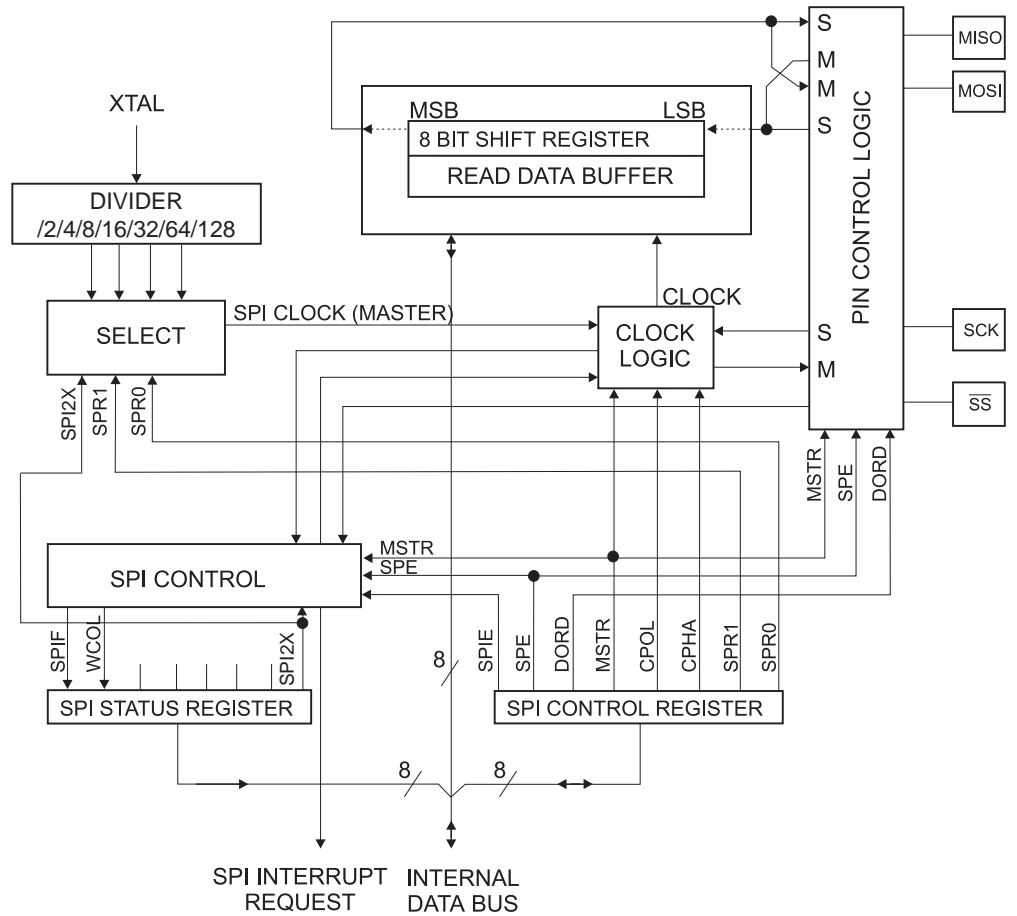 S
MISO
M
M
MOSI
S
XTAL
MSB
LSB
8 BIT SHIFT REGISTER
READ DATA BUFFER
DIVIDER
/2/4/8/16/32/64/128
PIN CONTROL LOGIC
SPI CLOCK (MASTER)
CLOCK
SELECT
CLOCK
LOGIC
S
M
SCK
SS
SPI2X
SPR1
SPR0
MSTR
SPE
DORD
MSTR
SPE
SPI CONTROL
SPIF
WCOL
SPI2X
8
SPIE
SPE
DORD
MSTR
CPOL
CPHA
SPR1
SPR0
SPI STATUS REGISTER
SPI CONTROL REGISTER
8
8
SPI INTERRUPT
REQUEST
INTERNAL
DATA BUS